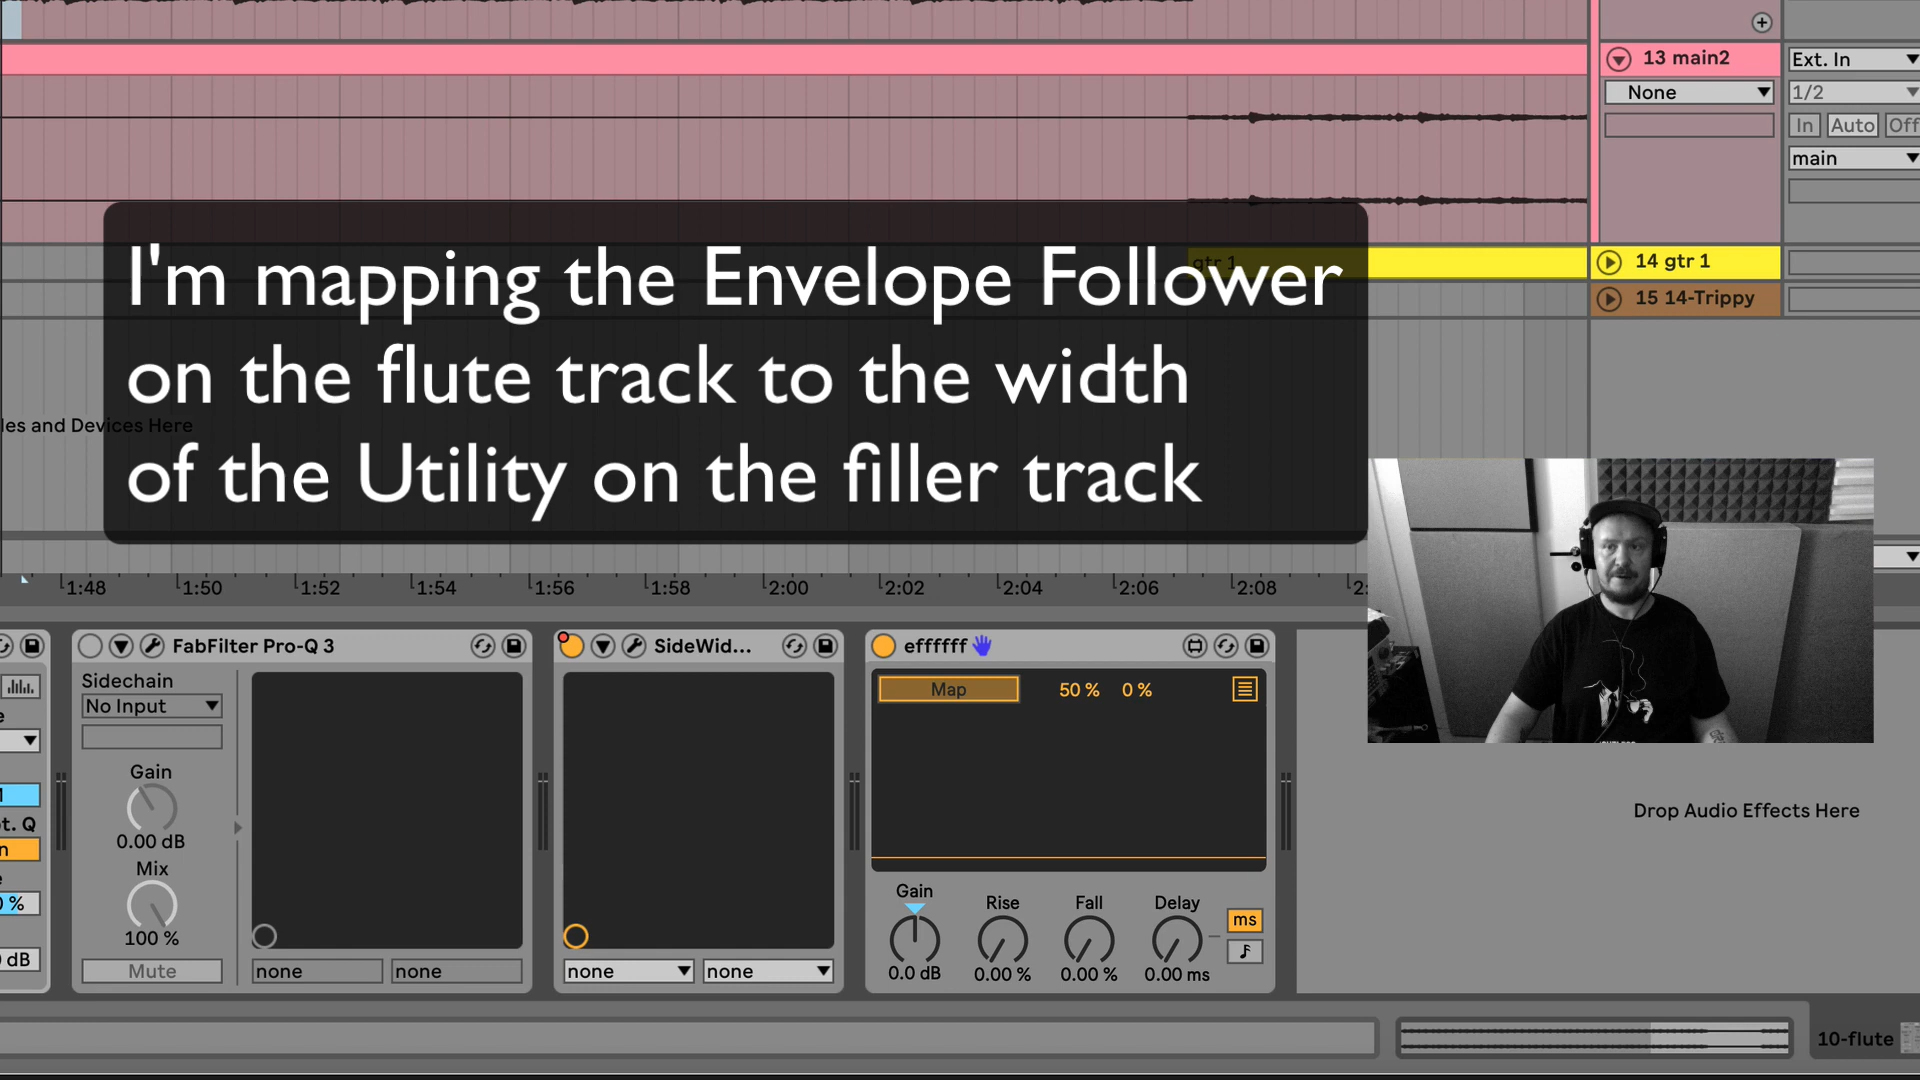 13 main2
Ext. In
None
1/2
In Auto Off
main
I'm mapping the Envelope Follower
on the flute track to the width
of the Utility on the filler track
gtr 1
14 gtr 1
15 14-Trippy
les and Devices Here
1:48 1:50 1:52 1:54 1:56 1:58 2:00 2:02 2:04 2:06 2:08 2:
FabFilter Pro-Q 3
SideWid...
effffff
Sidechain
No Input
Gain
0.00 dB
Mix
100 %
Mute
none none
none none
Map 50 % 0 %
Gain Rise Fall Delay
0.0 dB 0.00 % 0.00 % 0.00 ms
ms
t. Q
n
0 %
dB
Drop Audio Effects Here
10-flute